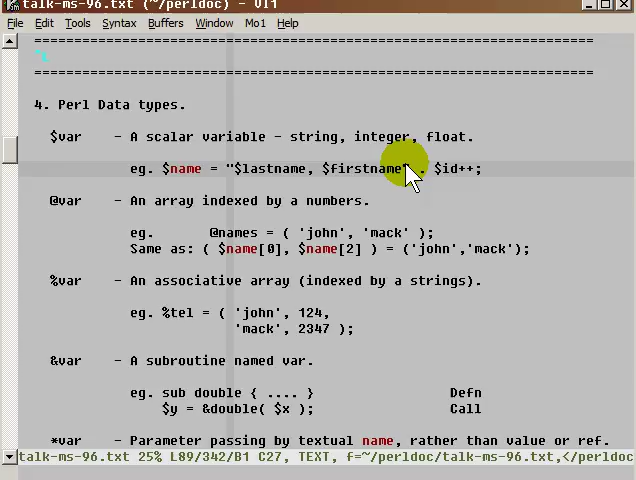 talk-ms-96.txt (~/perldoc) - VI1
File Edit Tools Syntax Buffers Window Mo1 Help
======================================================================
^L
======================================================================
4. Perl Data types.
$var - A scalar variable - string, integer, float.
eg. $name = "$lastname, $firstname" . $id++;
@var - An array indexed by a numbers.
eg. @names = ( 'john', 'mack' );
Same as: ( $name[0], $name[2] ) = ('john','mack');
%var - An associative array (indexed by a strings).
eg. %tel = ( 'john', 124,
'mack', 2347 );
&var - A subroutine named var.
eg. sub double { .... } Defn
$y = &double( $x ); Call
*var - Parameter passing by textual name, rather than value or ref.
talk-ms-96.txt 25% L89/342/B1 C27, TEXT, f=~/perldoc/talk-ms-96.txt,</perldoc